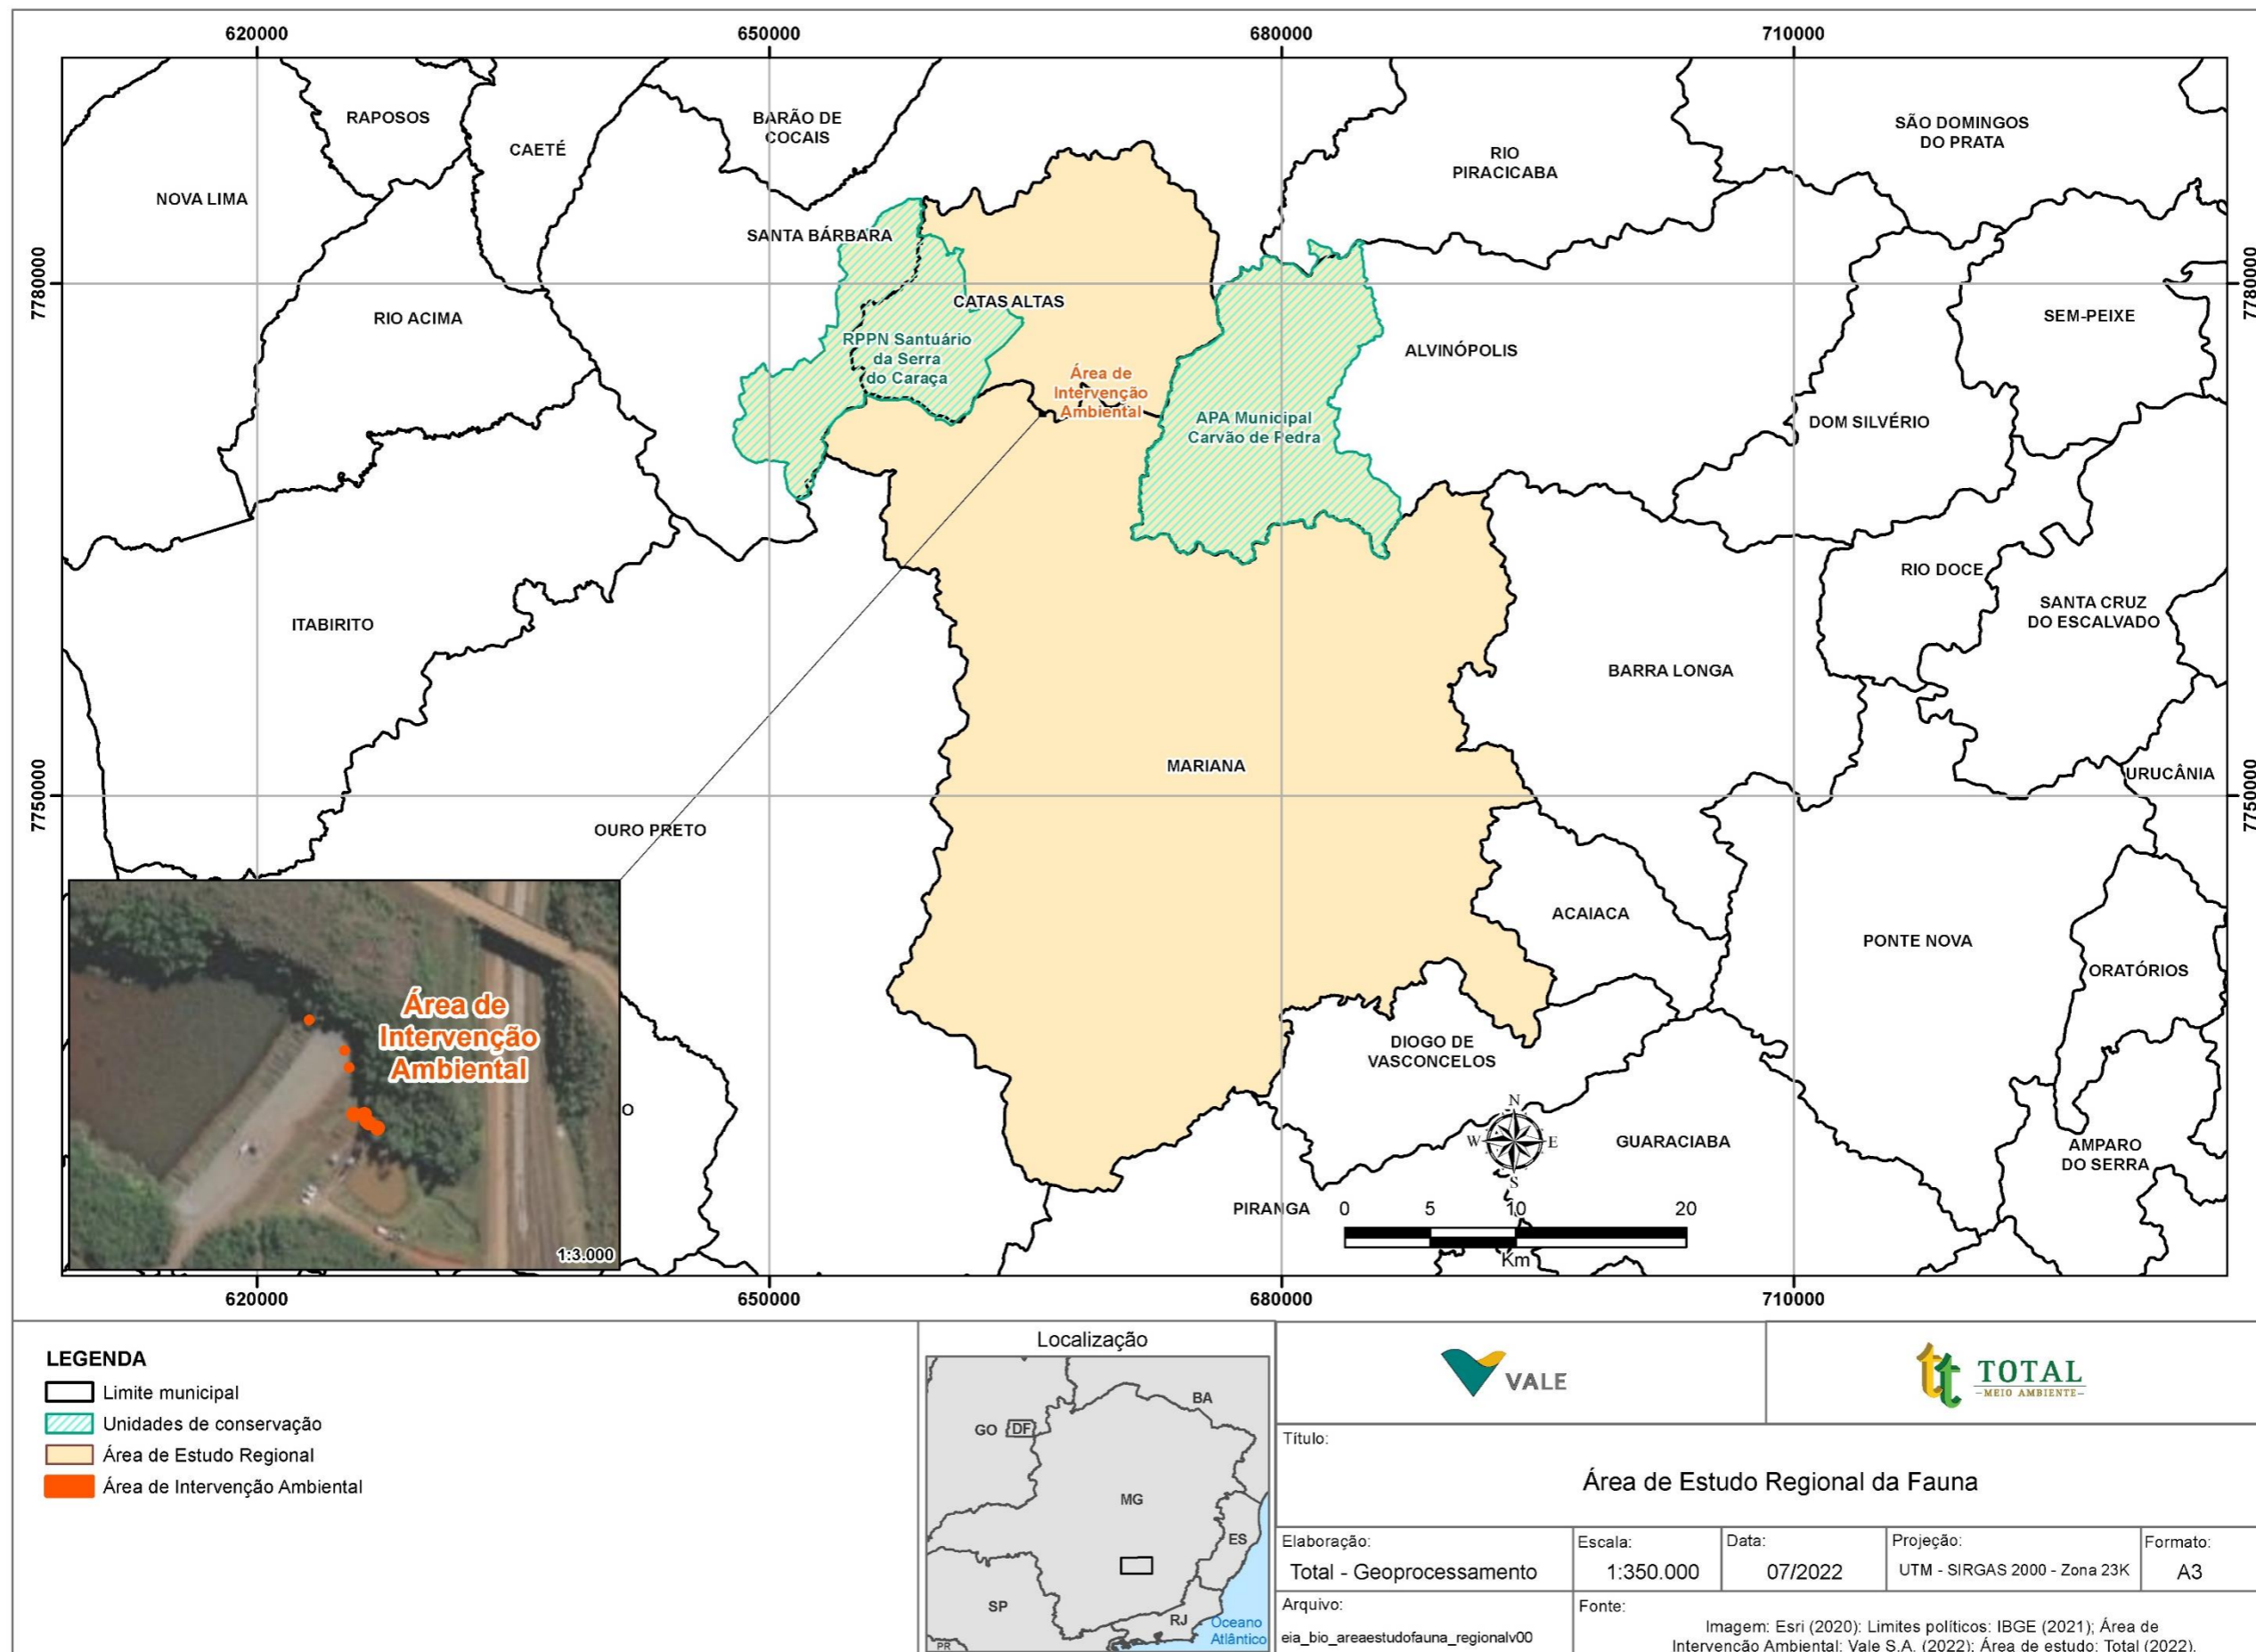 620000
650000
680000
710000
RAPOSOS
BARÃO DE
COCAIS
SÃO DOMINGOS
DO PRATA
CAETÉ
RIO
PIRACICABA
NOVA LIMA
SANTA BÁRBARA
7780000
7780000
CATAS ALTAS
RIO ACIMA
SEM-PEIXE
RPPN Santuário
da Serra
do Caraça
ALVINÓPOLIS
Área de
Intervenção
Ambiental
APA Municipal
Carvão de Pedra
DOM SILVÉRIO
RIO DOCE
SANTA CRUZ
DO ESCALVADO
ITABIRITO
BARRA LONGA
MARIANA
URUCÂNIA
7750000
7750000
OURO PRETO
ACAIACA
PONTE NOVA
ORATÓRIOS
Área de
Intervenção
Ambiental
DIOGO DE
VASCONCELOS
O
N
W
E
S
GUARACIABA
AMPARO
DO SERRA
PIRANGA
0 5 10 20
Km
1:3.000
620000
650000
680000
710000
LEGENDA
Limite municipal
Unidades de conservação
Área de Estudo Regional
Área de Intervenção Ambiental
Localização
BA
GO
DF
MG
ES
SP
RJ
PR
Oceano
Atlântico
VALE
tt TOTAL
-MEIO AMBIENTE-
Título:
Área de Estudo Regional da Fauna
Elaboração:
Total - Geoprocessamento
Escala:
1:350.000
Data:
07/2022
Projeção:
UTM - SIRGAS 2000 - Zona 23K
Formato:
A3
Arquivo:
eia_bio_areaestudofauna_regionalv00
Fonte:
Imagem: Esri (2020); Limites políticos: IBGE (2021); Área de
Intervenção Ambiental: Vale S.A. (2022); Área de estudo: Total (2022).